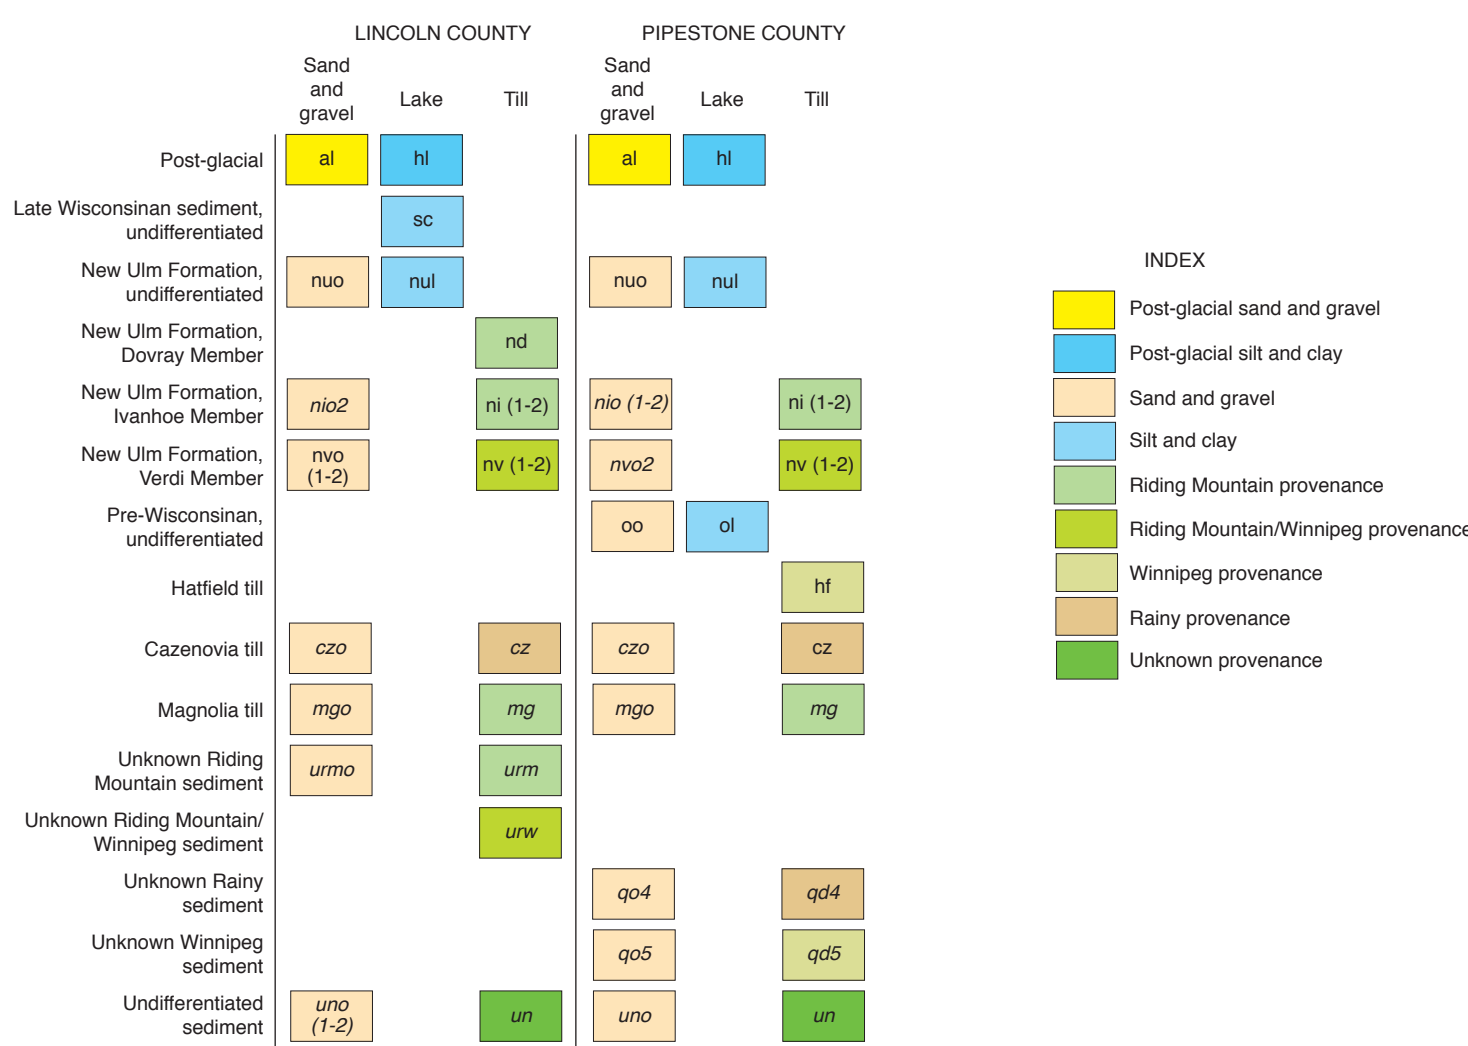 LINCOLN COUNTY
PIPESTONE COUNTY
Sand
and
gravel
Lake
Till
Sand
and
gravel
Lake
Till
Post-glacial
al
hl
al
hl
Late Wisconsinan sediment,
undifferentiated
sc
New Ulm Formation,
undifferentiated
nuo
nul
nuo
nul
New Ulm Formation,
Dovray Member
nd
New Ulm Formation,
Ivanhoe Member
nio2
ni (1-2)
nio (1-2)
ni (1-2)
New Ulm Formation,
Verdi Member
nvo
(1-2)
nv (1-2)
nvo2
nv (1-2)
Pre-Wisconsinan,
undifferentiated
oo
ol
Hatfield till
hf
Cazenovia till
czo
cz
czo
cz
Magnolia till
mgo
mg
mgo
mg
Unknown Riding
Mountain sediment
urmo
urm
Unknown Riding Mountain/
Winnipeg sediment
urw
Unknown Rainy
sediment
qo4
qd4
Unknown Winnipeg
sediment
qo5
qd5
Undifferentiated
sediment
uno
(1-2)
un
uno
un
INDEX
Post-glacial sand and gravel
Post-glacial silt and clay
Sand and gravel
Silt and clay
Riding Mountain provenance
Riding Mountain/Winnipeg provenance
Winnipeg provenance
Rainy provenance
Unknown provenance